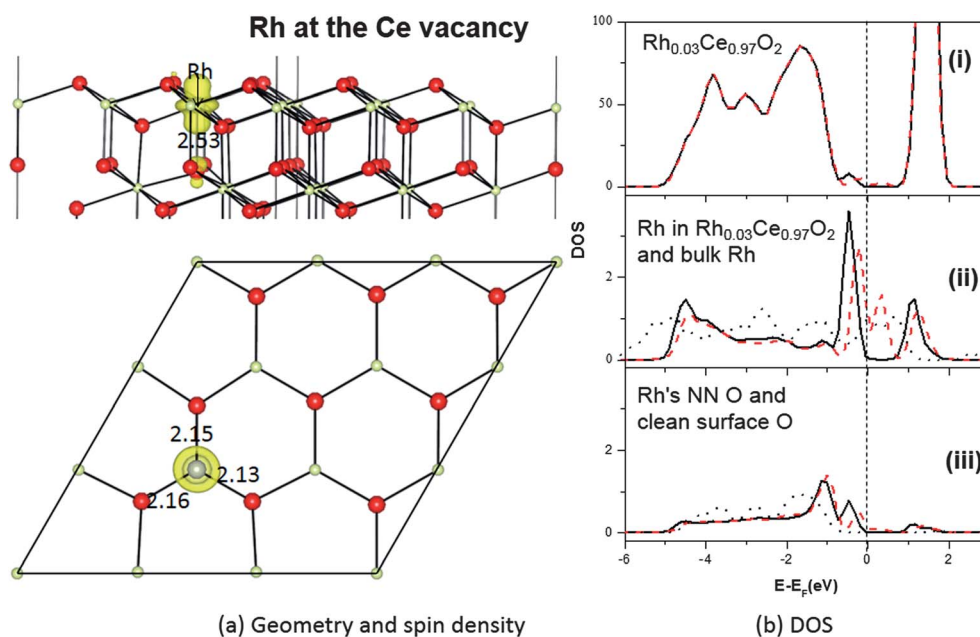 Rh at the Ce vacancy
Rh
2.53
2.15
2.13
2.16
(a) Geometry and spin density
DOS
100
50
0
Rh0.03Ce0.97O2
(i)
2
0
Rh in Rh0.03Ce0.97O2
and bulk Rh
(ii)
2
0
Rh's NN O and
clean surface O
(iii)
-6 -4 -2 0 2
E-EF(eV)
(b) DOS